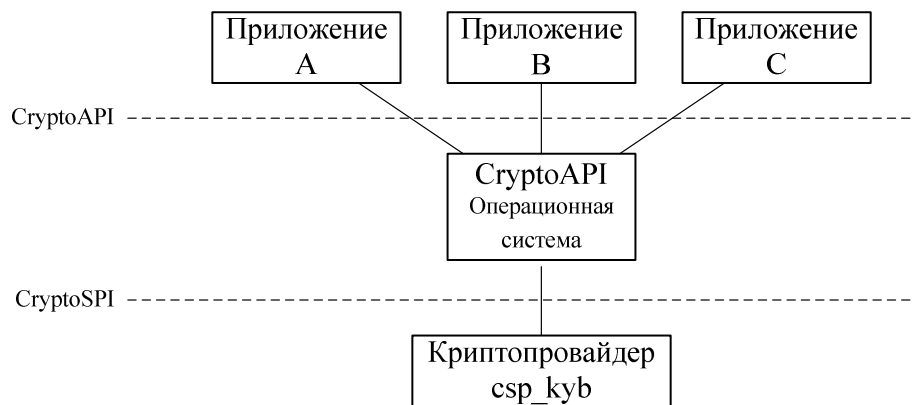 Приложение
A
Приложение
B
Приложение
C
CryptoAPI
CryptoAPI
Операционная
система
CryptoSPI
Криптопровайдер
csp_kyb